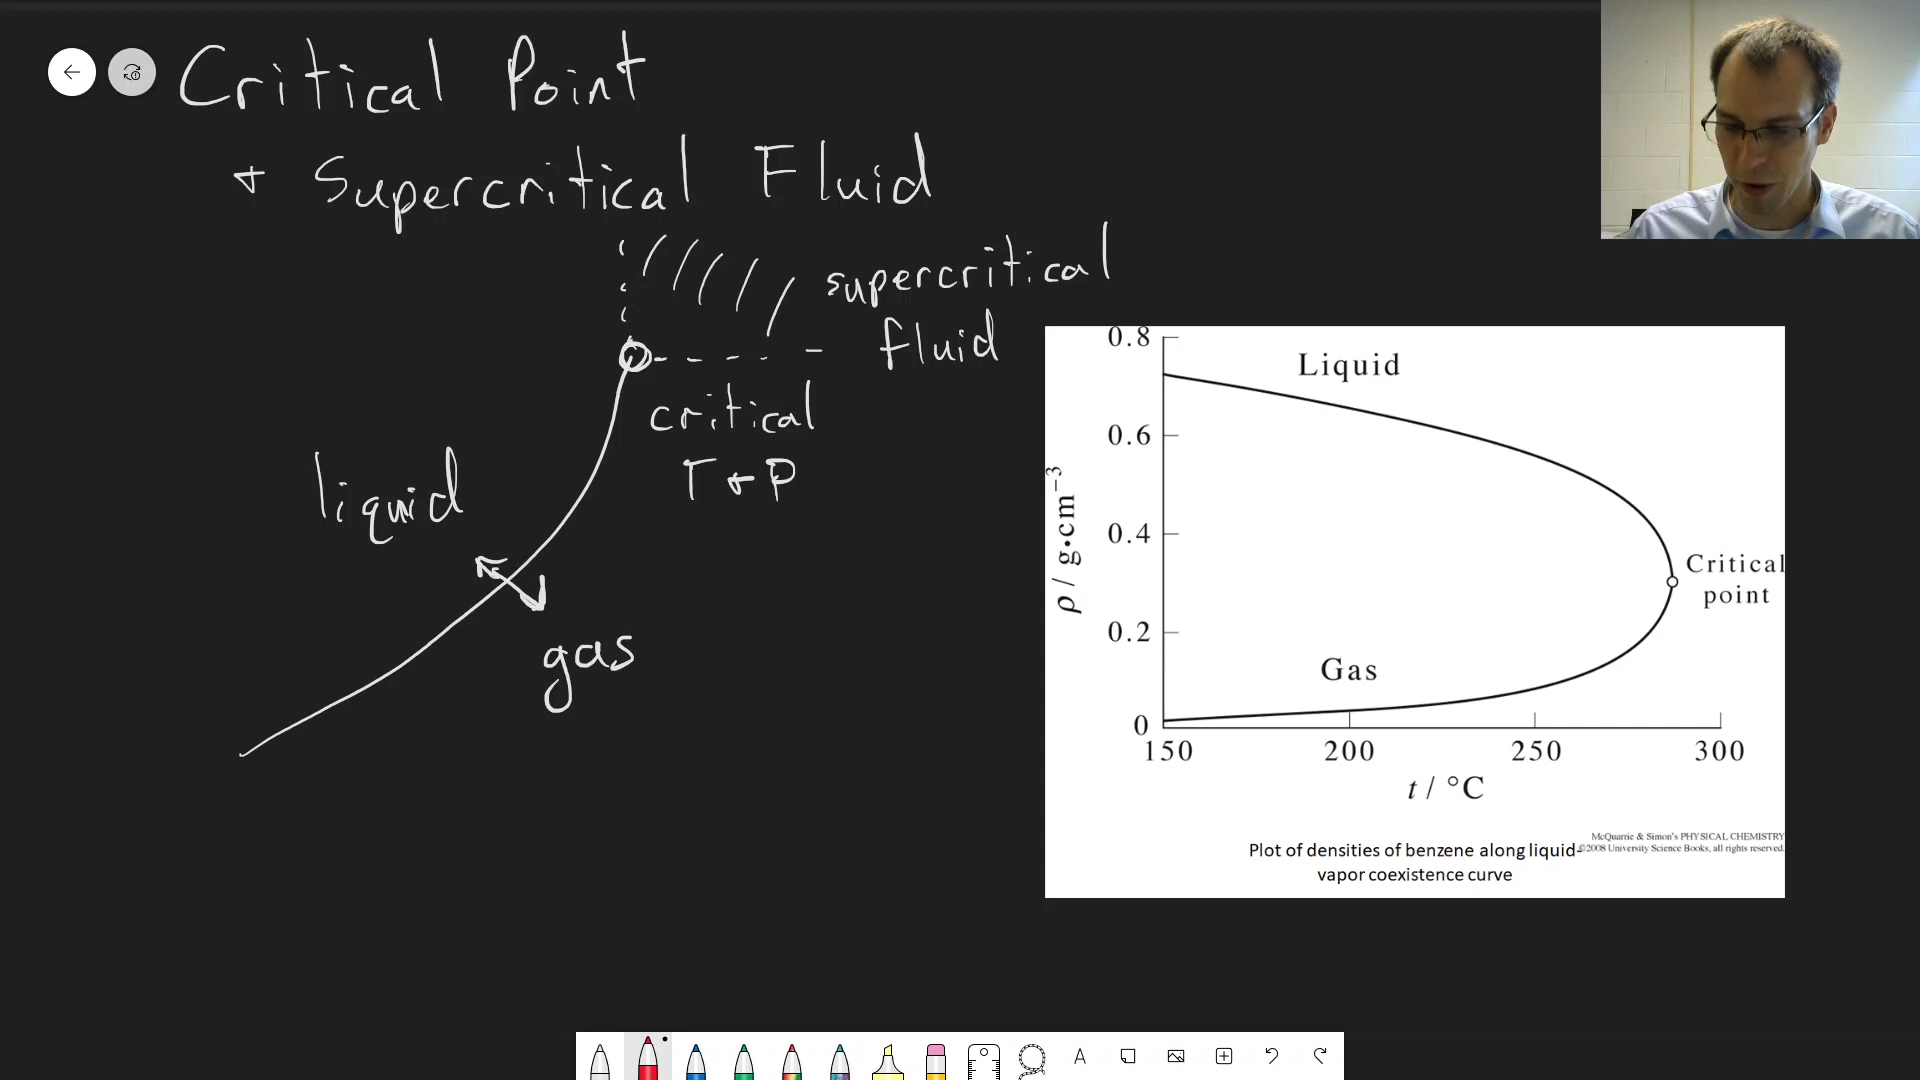 Critical Point
+ Supercritical Fluid
supercritical
fluid
critical
T + P
liquid
gas
0.8
0.6
0.4
0.2
0
ρ / g•cm⁻³
Liquid
Gas
Critical
point
150 200 250 300
t / °C
McQuarrie & Simon's PHYSICAL CHEMISTRY
©2008 University Science Books, all rights reserved.
Plot of densities of benzene along liquid-
vapor coexistence curve
A